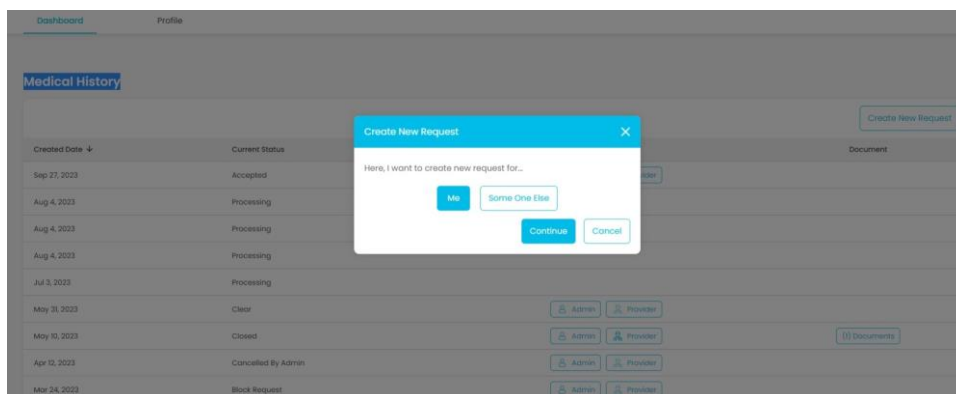 Dashboard Profile
Medical History
Create New Request
Create New Request
Created Date Current Status Document
Here, I want to create new request for...
Sep 27, 2023 Accepted
Me Some One Else
Aug 4, 2023 Processing
Continue Cancel
Aug 4, 2023 Processing
Aug 4, 2023 Processing
Jul 3, 2023 Processing
May 31, 2023 Clear Admin Provider
May 10, 2023 Closed Admin Provider (1) Documents
Apr 12, 2023 Cancelled By Admin Admin Provider
Mar 24, 2023 Block Request Admin Provider